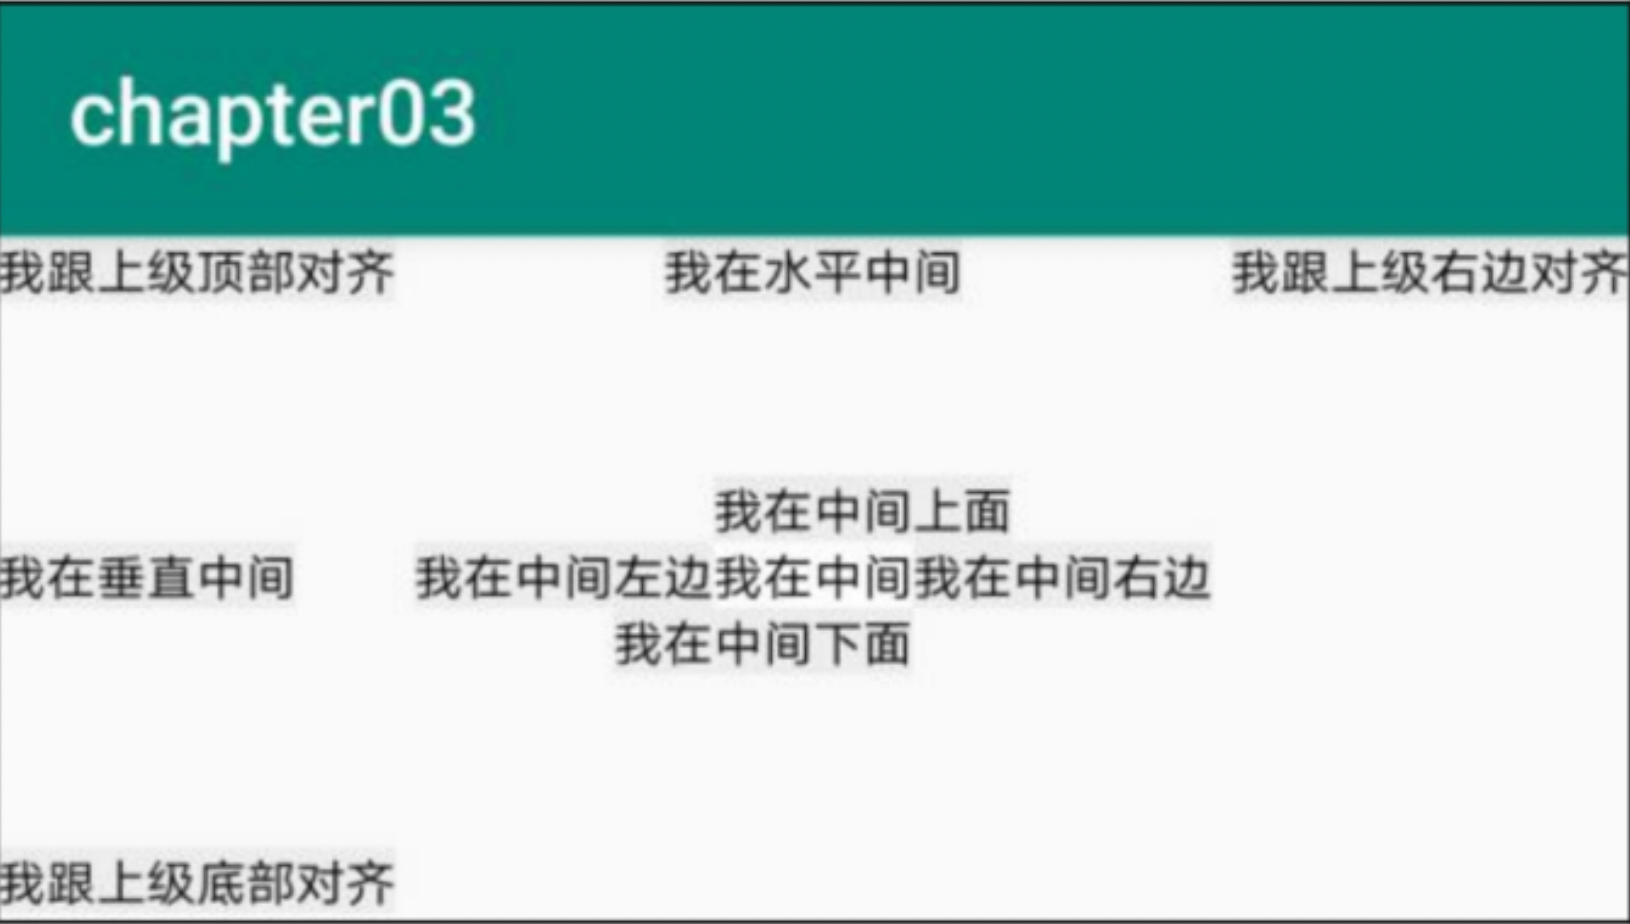 chapter03
我跟上级顶部对齐 我在水平中间 我跟上级右边对齐
我在中间上面
我在垂直中间 我在中间左边我在中间我在中间右边
我在中间下面
我跟上级底部对齐